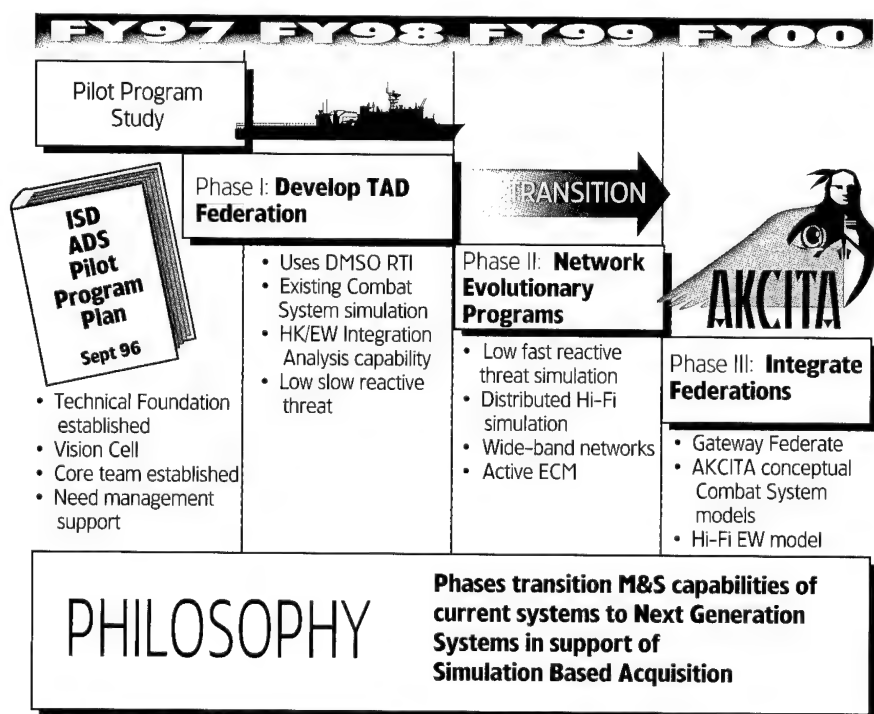 FY97 FY98 FY99 FY00
Pilot Program
Study
ISD
ADS
Pilot
Program
Plan
Sept 96
• Technical Foundation
established
• Vision Cell
• Core team established
• Need management
support
Phase I: Develop TAD
Federation
• Uses DMSO RTI
• Existing Combat
System simulation
• HK/EW Integration
Analysis capability
• Low slow reactive
threat
TRANSITION
Phase II: Network
Evolutionary
Programs
• Low fast reactive
threat simulation
• Distributed Hi-Fi
simulation
• Wide-band networks
• Active ECM
AKCITA
Phase III: Integrate
Federations
• Gateway Federate
• AKCITA conceptual
Combat System
models
• Hi-Fi EW model
PHILOSOPHY
Phases transition M&S capabilities of
current systems to Next Generation
Systems in support of
Simulation Based Acquisition